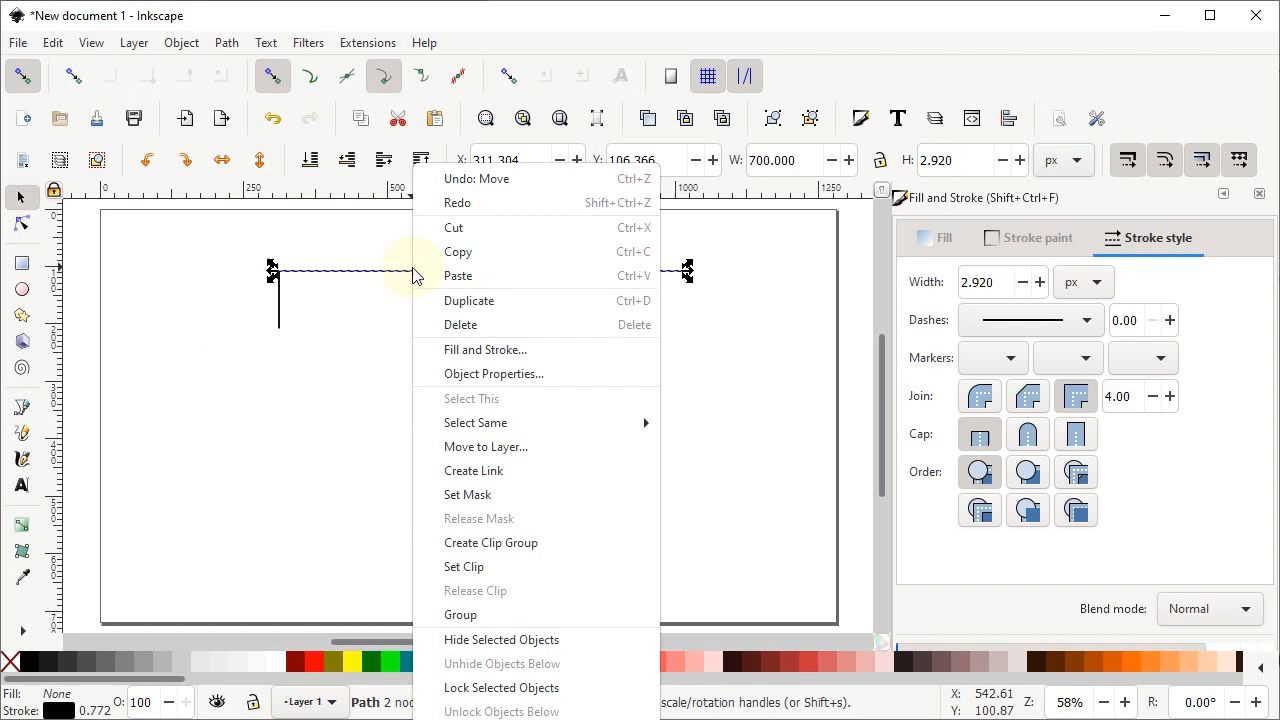 *New document 1 - Inkscape
File Edit View Layer Object Path Text Filters Extensions Help
X: 311.304 Y: 106.366 W: 700.000 H: 2.920 px
0 250 500 1000 1250
Fill and Stroke (Shift+Ctrl+F)
Fill Stroke paint Stroke style
Width: 2.920 px
Dashes: 0.00
Markers:
Join: 4.00
Cap:
Order:
Blend mode: Normal
Undo: Move Ctrl+Z
Redo Shift+Ctrl+Z
Cut Ctrl+X
Copy Ctrl+C
Paste Ctrl+V
Duplicate Ctrl+D
Delete Delete
Fill and Stroke...
Object Properties...
Select This
Select Same
Move to Layer...
Create Link
Set Mask
Release Mask
Create Clip Group
Set Clip
Release Clip
Group
Hide Selected Objects
Unhide Objects Below
Lock Selected Objects
Unlock Objects Below
Fill: None
Stroke: 0.772
O: 100
Layer 1
Path 2 nod
scale/rotation handles (or Shift+s).
X: 542.61
Y: 100.87
Z: 58%
R: 0.00°